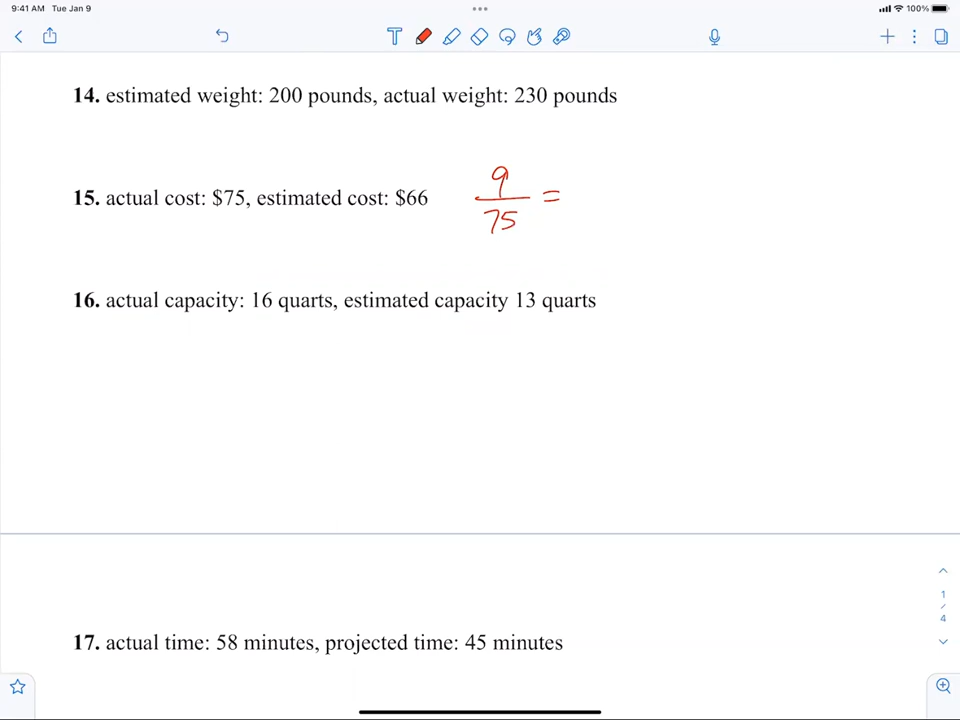 9:41 AM Tue Jan 9
100%
T
14. estimated weight: 200 pounds, actual weight: 230 pounds
15. actual cost: $75, estimated cost: $66
9
75
=
16. actual capacity: 16 quarts, estimated capacity 13 quarts
1
/
4
17. actual time: 58 minutes, projected time: 45 minutes